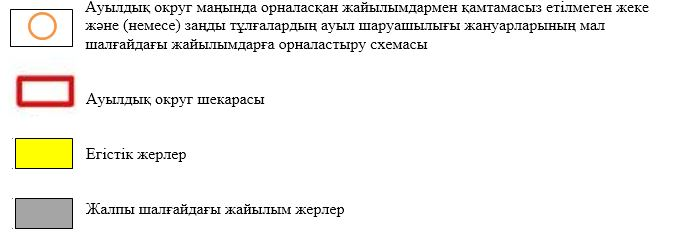 Ауылдық округ маңында орналасқан жайылымдармен қамтамасыз етілмеген жеке
және (немесе) заңды тұлғалардың ауыл шаруашылығы жануарларының мал
шалғайдағы жайылымдарға орналастыру схемасы
Ауылдық округ шекарасы
Егістік жерлер
Жалпы шалғайдағы жайылым жерлер